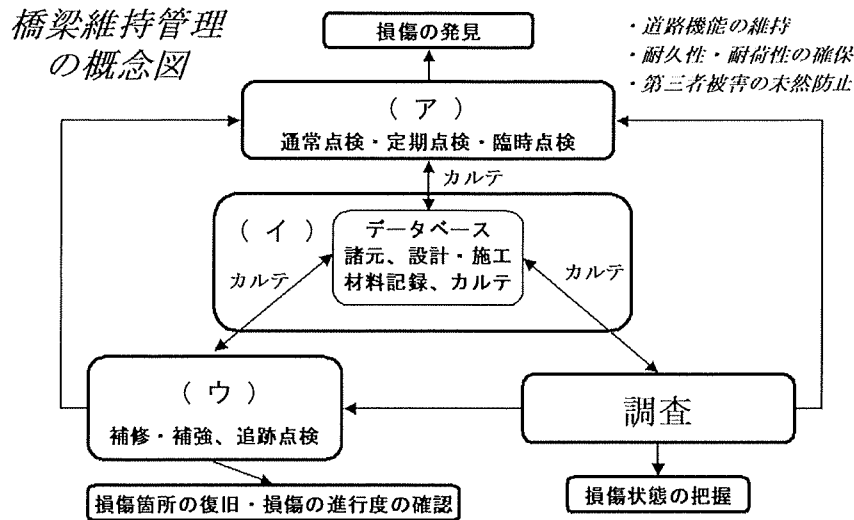 橋梁維持管理
の概念図
損傷の発見
・道路機能の維持
・耐久性・耐荷性の確保
・第三者被害の未然防止
(ア)
通常点検・定期点検・臨時点検
カルテ
(イ)
データベース
諸元、設計・施工
材料記録、カルテ
カルテ
カルテ
(ウ)
補修・補強、追跡点検
調査
損傷箇所の復旧・損傷の進行度の確認
損傷状態の把握